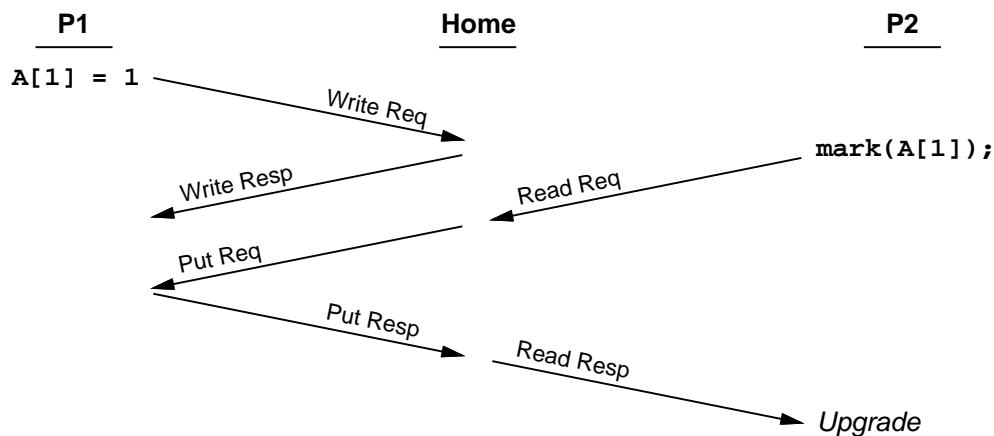 P1 Home P2
A[1] = 1
Write Req
mark(A[1]);
Write Resp
Read Req
Put Req
Put Resp
Read Resp
Upgrade